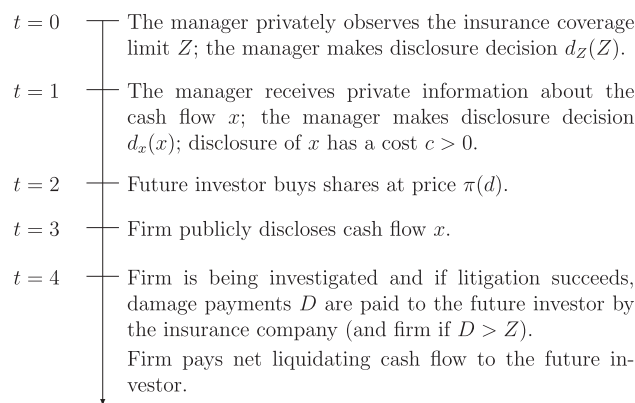 t = 0 The manager privately observes the insurance coverage
limit Z; the manager makes disclosure decision d_Z(Z).
t = 1 The manager receives private information about the
cash flow x; the manager makes disclosure decision
d_x(x); disclosure of x has a cost c > 0.
t = 2 Future investor buys shares at price π(d).
t = 3 Firm publicly discloses cash flow x.
t = 4 Firm is being investigated and if litigation succeeds,
damage payments D are paid to the future investor by
the insurance company (and firm if D > Z).
Firm pays net liquidating cash flow to the future in-
vestor.